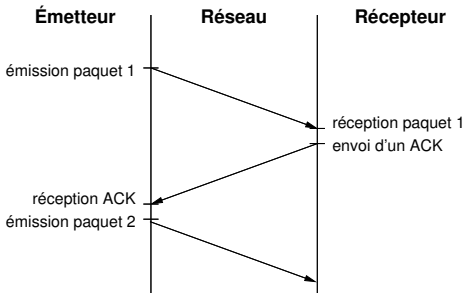 Émetteur
Réseau
Récepteur
émission paquet 1
réception paquet 1
envoi d'un ACK
réception ACK
émission paquet 2